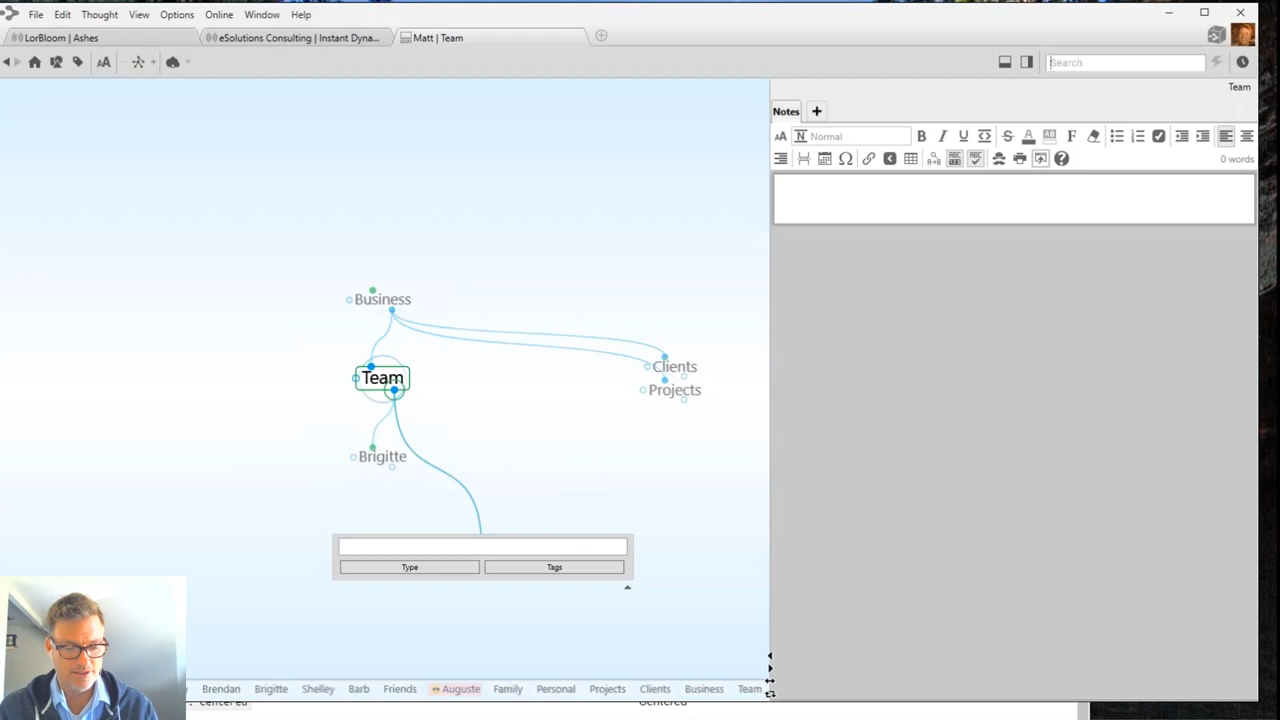 File Edit Thought View Options Online Window Help
LorBloom | Ashes
eSolutions Consulting | Instant Dyna...
Matt | Team
Search
Team
Notes
Normal
0 words
Business
Clients
Team
Projects
Brigitte
Type Tags
Brendan Brigitte Shelley Barb Friends Auguste Family Personal Projects Clients Business Team
Centered
Centered